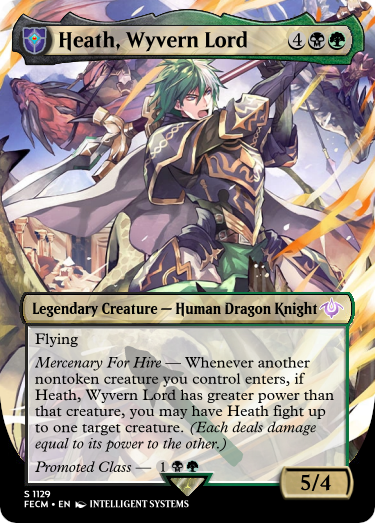 Heath, Wyvern Lord 4
Legendary Creature — Human Dragon Knight
Flying
Mercenary For Hire — Whenever another
nontoken creature you control enters, if
Heath, Wyvern Lord has greater power than
that creature, you may have Heath fight up
to one target creature. (Each deals damage
equal to its power to the other.)
Promoted Class — 1
5/4
S 1129
FECM • EN INTELLIGENT SYSTEMS